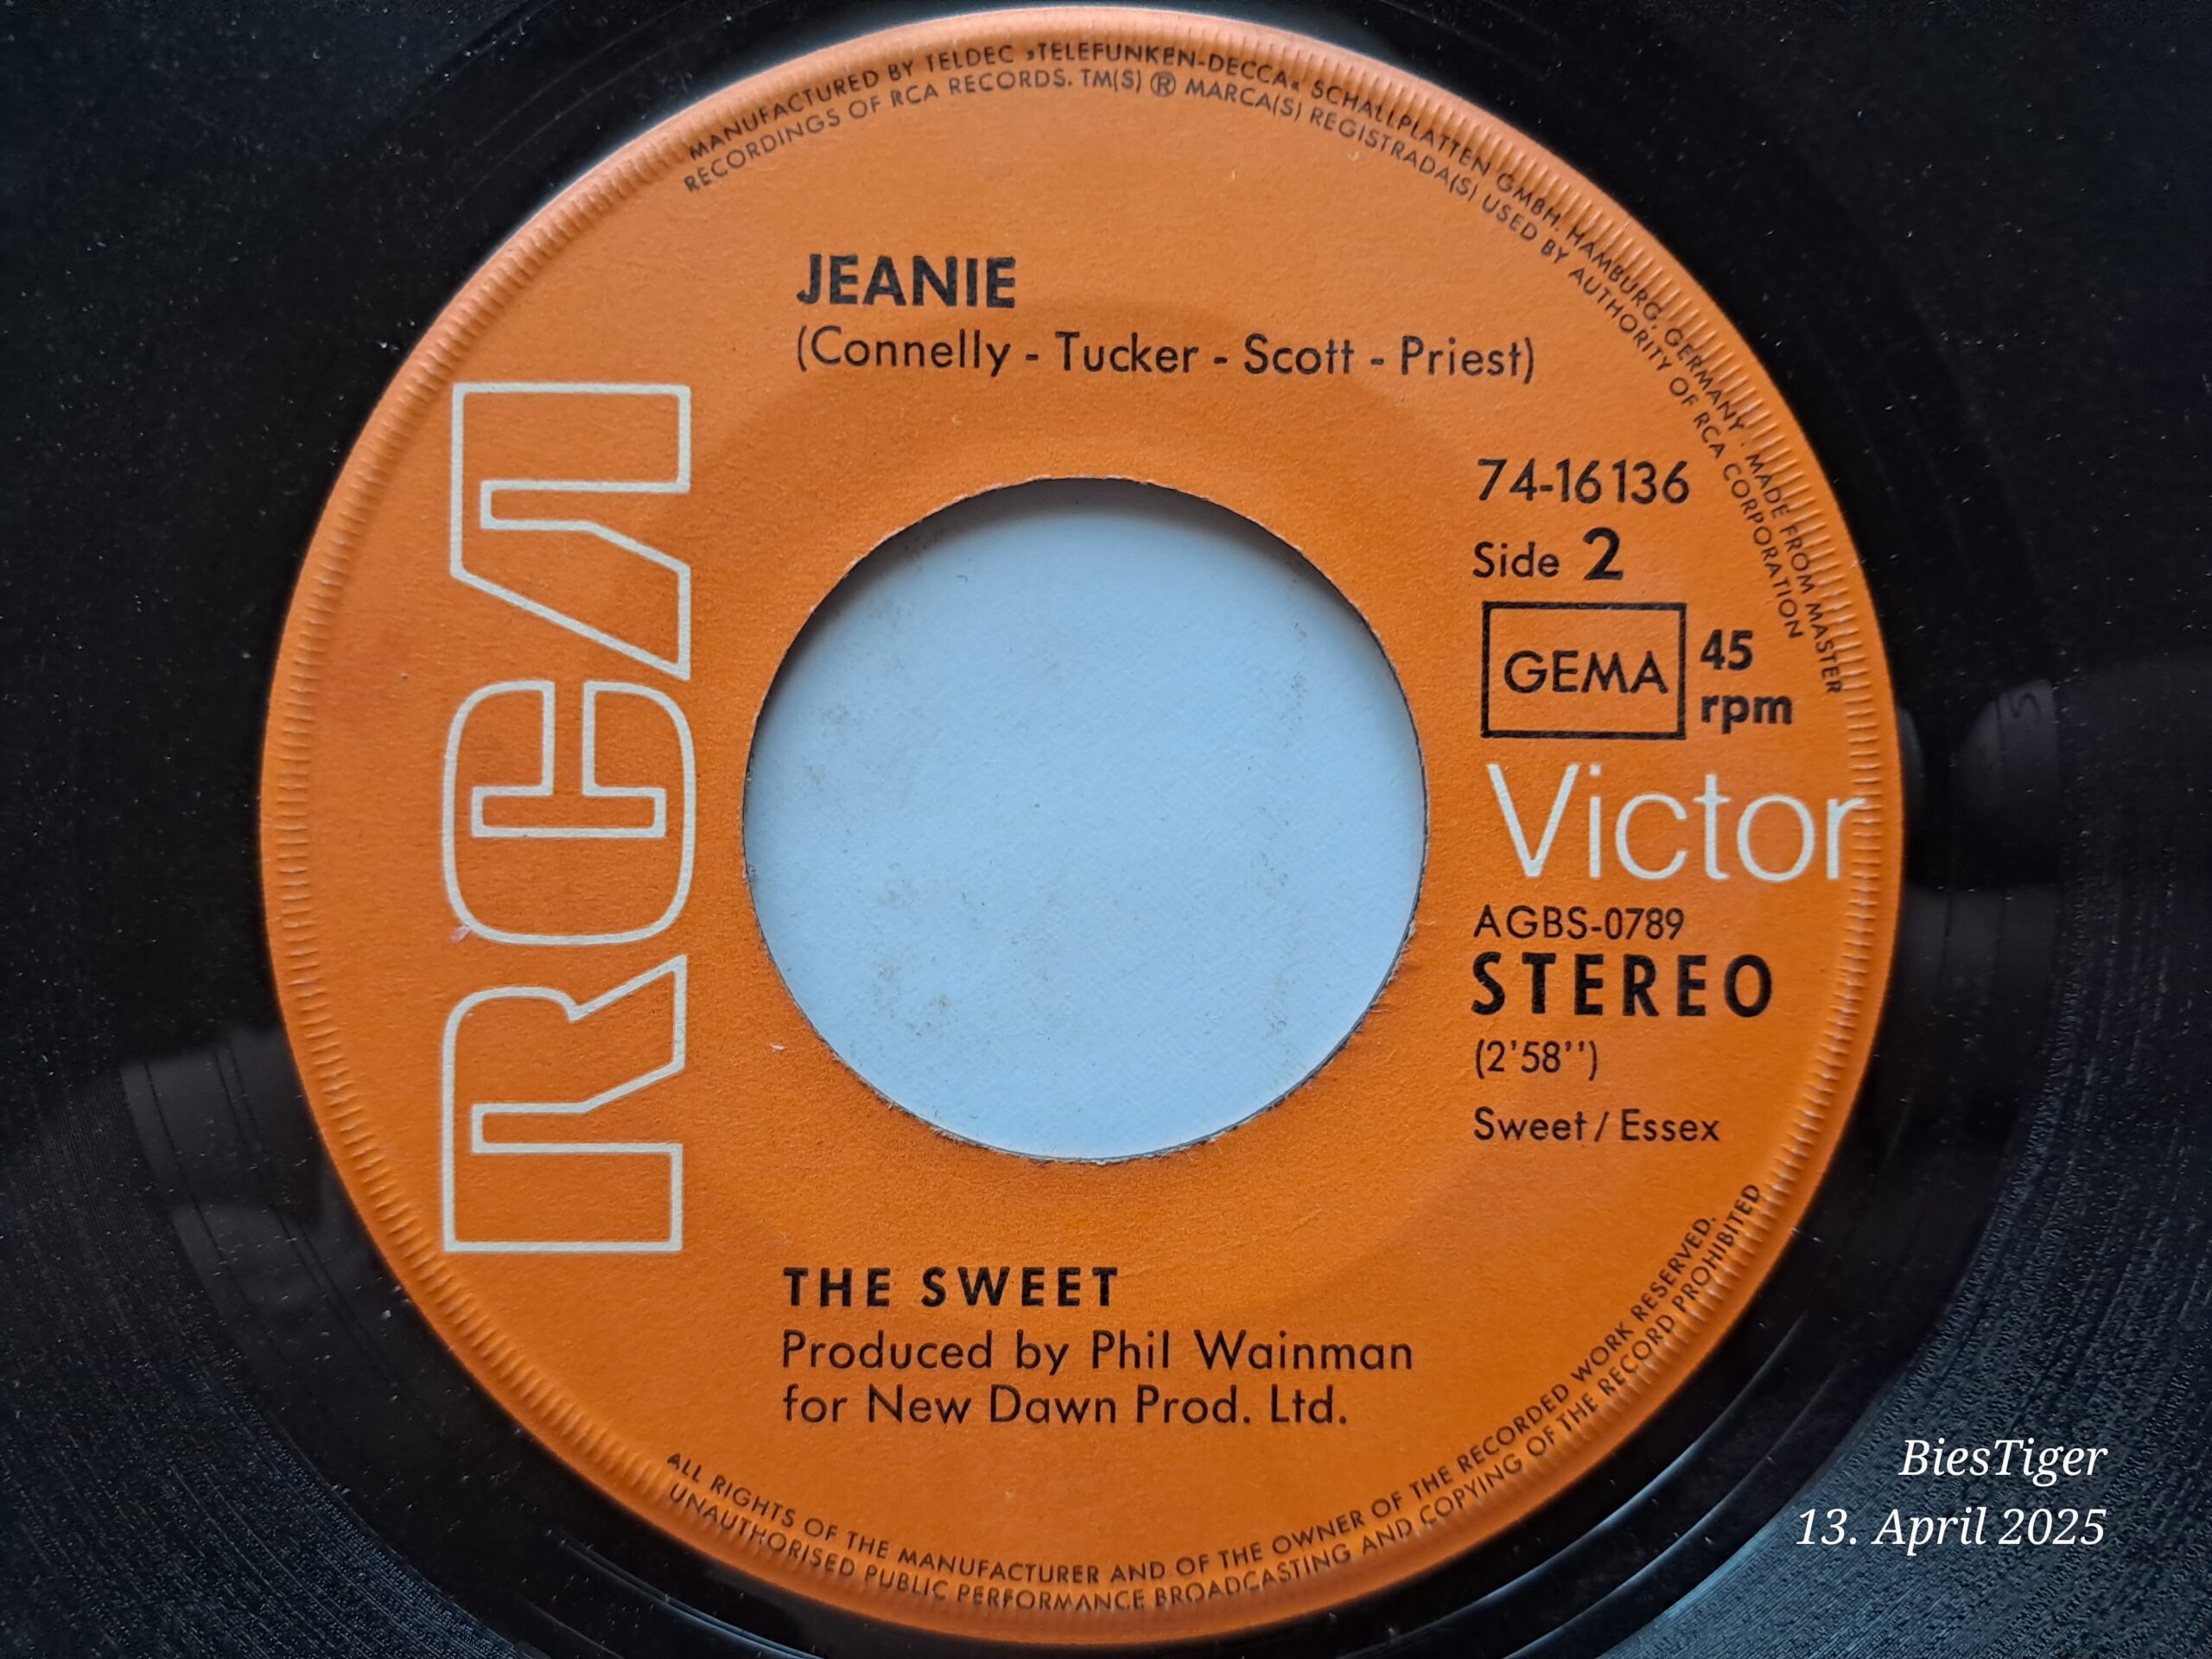 MANUFACTURED BY TELDEC »TELEFUNKEN-DECCA« SCHALLPLATTEN GMBH. HAMBURG, GERMANY · MADE FROM MASTER
RECORDINGS OF RCA RECORDS. TM(S) ® MARCA(S) REGISTRADA(S) USED BY AUTHORITY OF RCA CORPORATION
JEANIE
(Connelly - Tucker - Scott - Priest)
RCA
74-16136
Side 2
GEMA
45
rpm
Victor
AGBS-0789
STEREO
(2'58'')
Sweet / Essex
THE SWEET
Produced by Phil Wainman
for New Dawn Prod. Ltd.
ALL RIGHTS OF THE MANUFACTURER AND OF THE OWNER OF THE RECORDED WORK RESERVED.
UNAUTHORISED PUBLIC PERFORMANCE BROADCASTING AND COPYING OF THE RECORD PROHIBITED
BiesTiger
13. April 2025